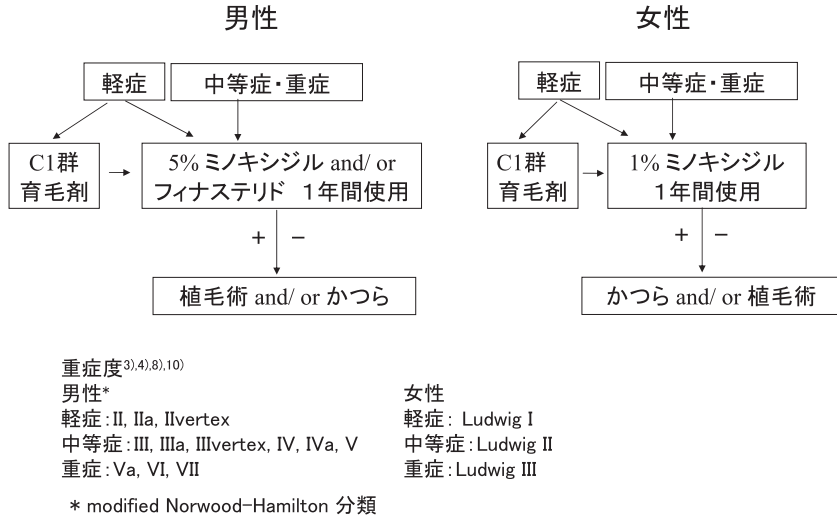 男性
軽症
中等症・重症
C1群
育毛剤
5% ミノキシジル and/ or
フィナステリド 1年間使用
+ −
植毛術 and/ or かつら
女性
軽症
中等症・重症
C1群
育毛剤
1% ミノキシジル
1年間使用
+ −
かつら and/ or 植毛術
重症度3),4),8),10)
男性*
軽症:II, IIa, IIvertex
中等症:III, IIIa, IIIvertex, IV, IVa, V
重症:Va, VI, VII
女性
軽症: Ludwig I
中等症:Ludwig II
重症:Ludwig III
* modified Norwood-Hamilton 分類